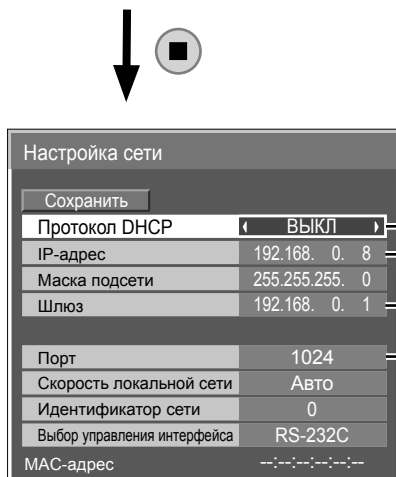 Настройка сети
Сохранить
Протокол DHCP ВЫКЛ
IP-адрес 192.168. 0. 8
Маска подсети 255.255.255. 0
Шлюз 192.168. 0. 1
Порт 1024
Скорость локальной сети Авто
Идентификатор сети 0
Выбор управления интерфейса RS-232C
MAC-адрес --:--:--:--:--:--